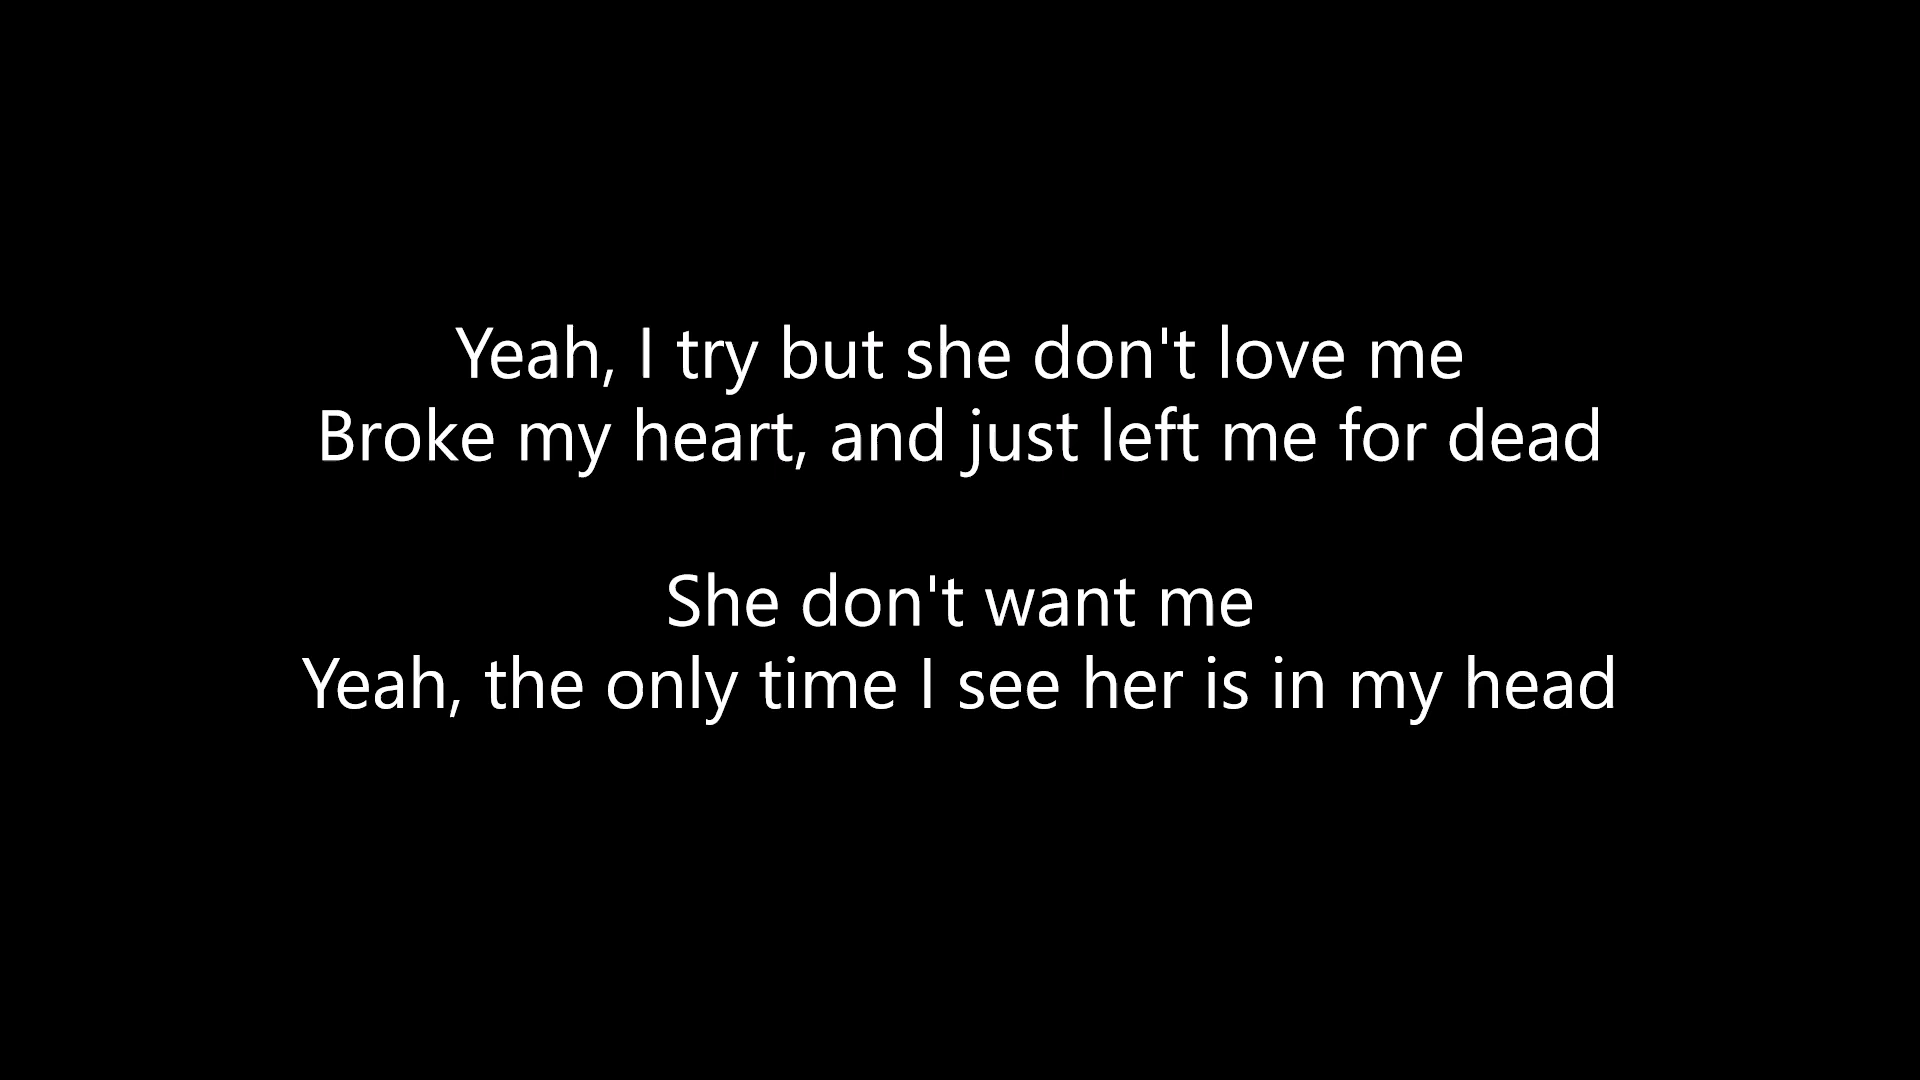 Yeah, I try but she don't love me
Broke my heart, and just left me for dead
She don't want me
Yeah, the only time I see her is in my head